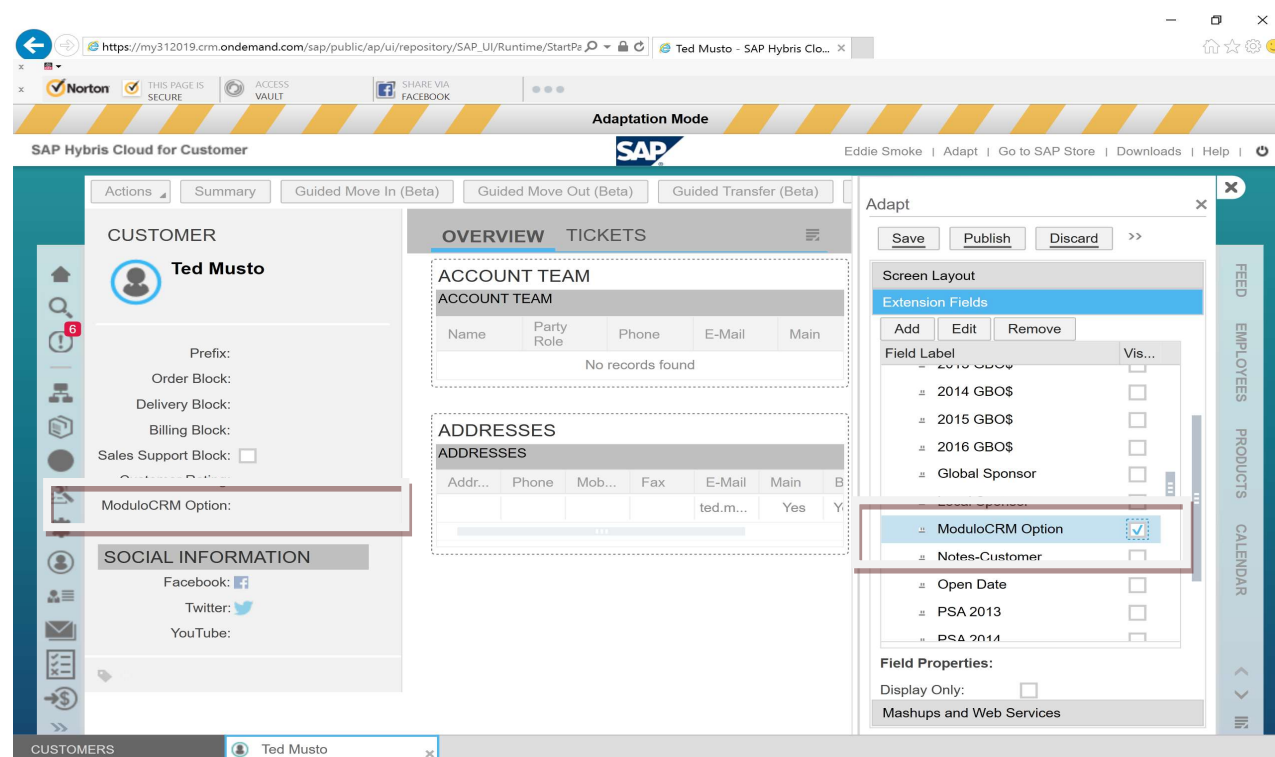 https://my312019.crm.ondemand.com/sap/public/ap/ui/repository/SAP_UI/Runtime/StartPa
Ted Musto - SAP Hybris Clo...
Norton
THIS PAGE IS SECURE
ACCESS VAULT
SHARE VIA FACEBOOK
Adaptation Mode
SAP Hybris Cloud for Customer
SAP
Eddie Smoke | Adapt | Go to SAP Store | Downloads | Help |
Actions
Summary
Guided Move In (Beta)
Guided Move Out (Beta)
Guided Transfer (Beta)
CUSTOMER
Ted Musto
6
Prefix:
Order Block:
Delivery Block:
Billing Block:
Sales Support Block:
ModuloCRM Option:
SOCIAL INFORMATION
Facebook:
Twitter:
YouTube:
OVERVIEW TICKETS
ACCOUNT TEAM
ACCOUNT TEAM
Name Party Role Phone E-Mail Main
No records found
ADDRESSES
ADDRESSES
Addr... Phone Mob... Fax E-Mail Main B
ted.m... Yes Y
Adapt
Save Publish Discard >>
Screen Layout
Extension Fields
Add Edit Remove
Field Label Vis...
2014 GBO$
2015 GBO$
2016 GBO$
Global Sponsor
ModuloCRM Option
Notes-Customer
Open Date
PSA 2013
PSA 2014
Field Properties:
Display Only:
Mashups and Web Services
FEED
EMPLOYEES
PRODUCTS
CALENDAR
CUSTOMERS
Ted Musto